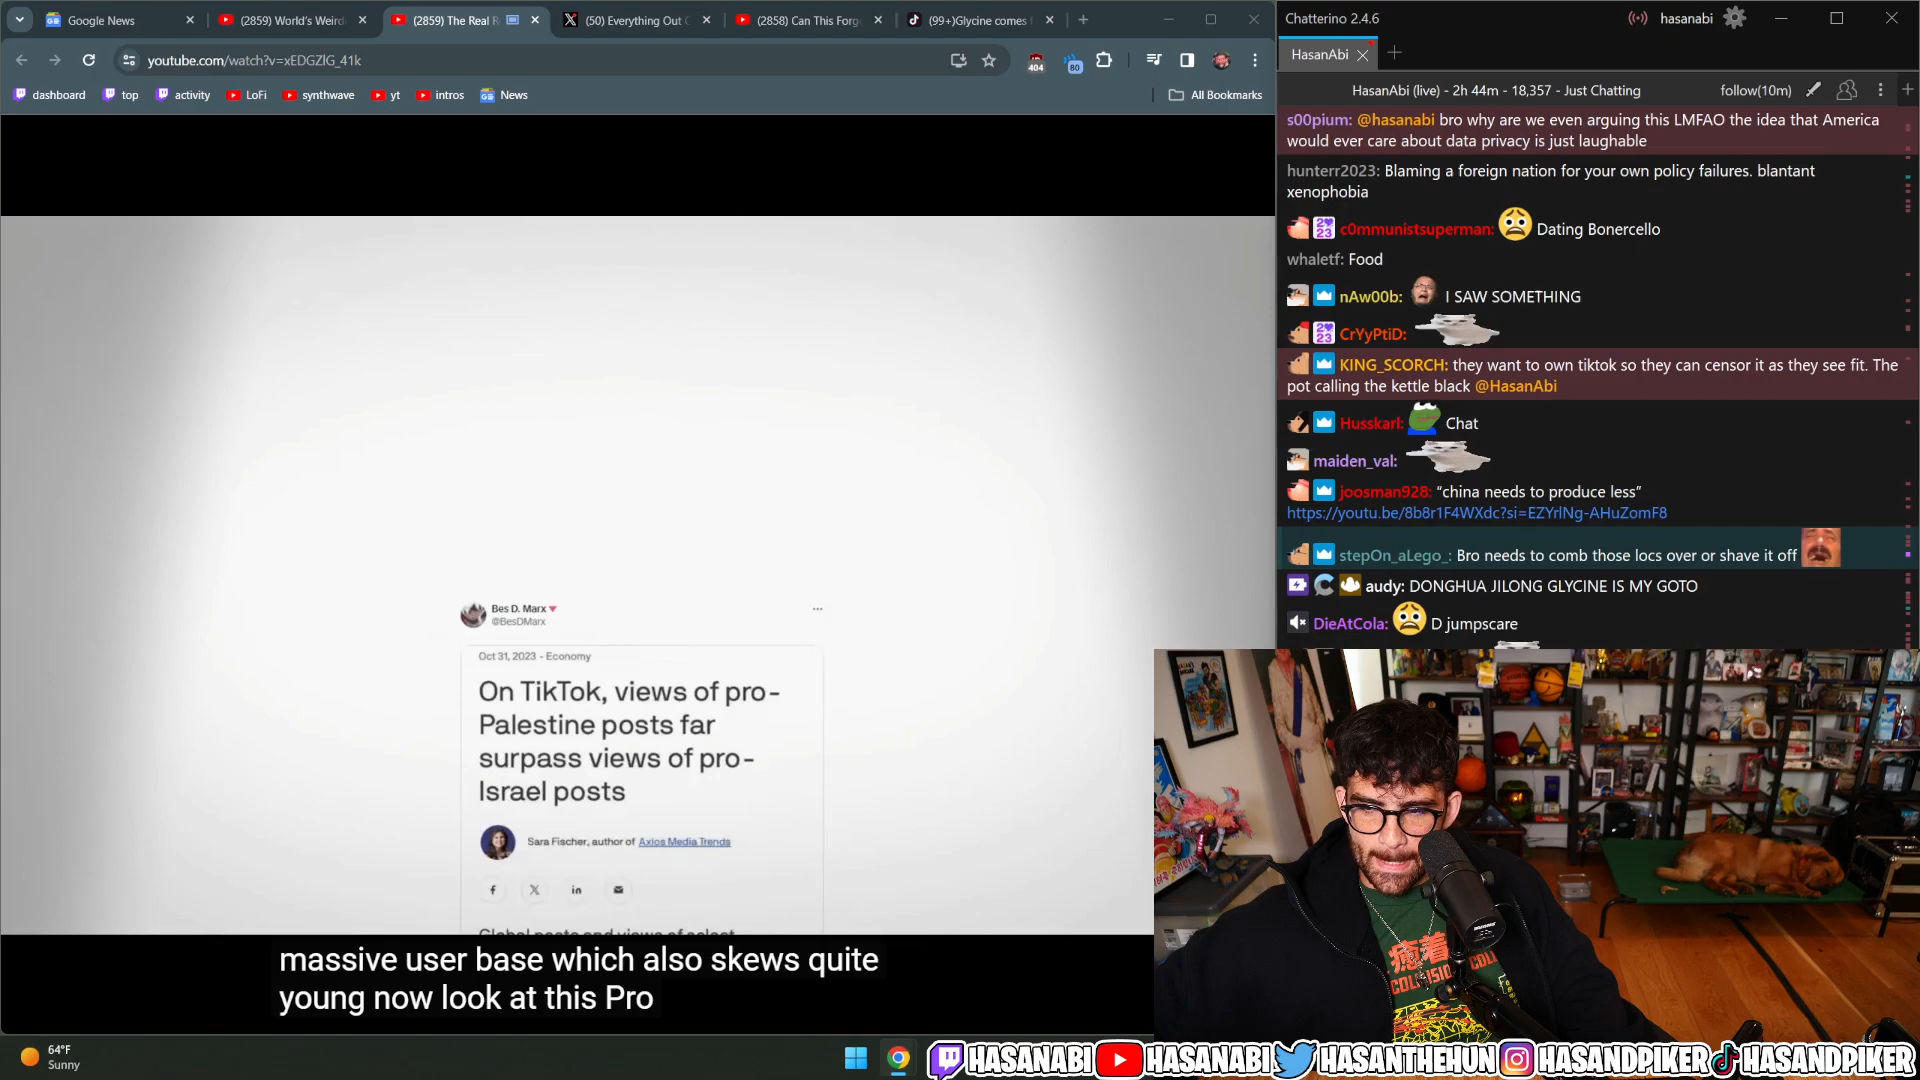 Google News
(2859) World's Weird
(2859) The Real R
(50) Everything Out O
(2858) Can This Forg
(99+)Glycine comes f
youtube.com/watch?v=xEDGZlG_41k
404
80
dashboard
top
activity
LoFi
synthwave
yt
intros
News
All Bookmarks
Bes D. Marx
@BesDMarx
Oct 31, 2023 - Economy
On TikTok, views of pro-
Palestine posts far
surpass views of pro-
Israel posts
Sara Fischer, author of Axios Media Trends
massive user base which also skews quite
young now look at this Pro
64°F
Sunny
Chatterino 2.4.6
hasanabi
HasanAbi
HasanAbi (live) - 2h 44m - 18,357 - Just Chatting
follow(10m)
s00pium: @hasanabi bro why are we even arguing this LMFAO the idea that America
would ever care about data privacy is just laughable
hunterr2023: Blaming a foreign nation for your own policy failures. blantant
xenophobia
c0mmunistsuperman: Dating Bonercello
whaletf: Food
nAw00b: I SAW SOMETHING
CrYyPtiD:
KING_SCORCH: they want to own tiktok so they can censor it as they see fit. The
pot calling the kettle black @HasanAbi
Husskarl: Chat
maiden_val:
joosman928: “china needs to produce less”
https://youtu.be/8b8r1F4WXdc?si=EZYrlNg-AHuZomF8
stepOn_aLego_: Bro needs to comb those locs over or shave it off
audy: DONGHUA JILONG GLYCINE IS MY GOTO
DieAtCola: D jumpscare
HASANABI HASANABI HASANTHEHUN HASANDPIKER HASANDPIKER